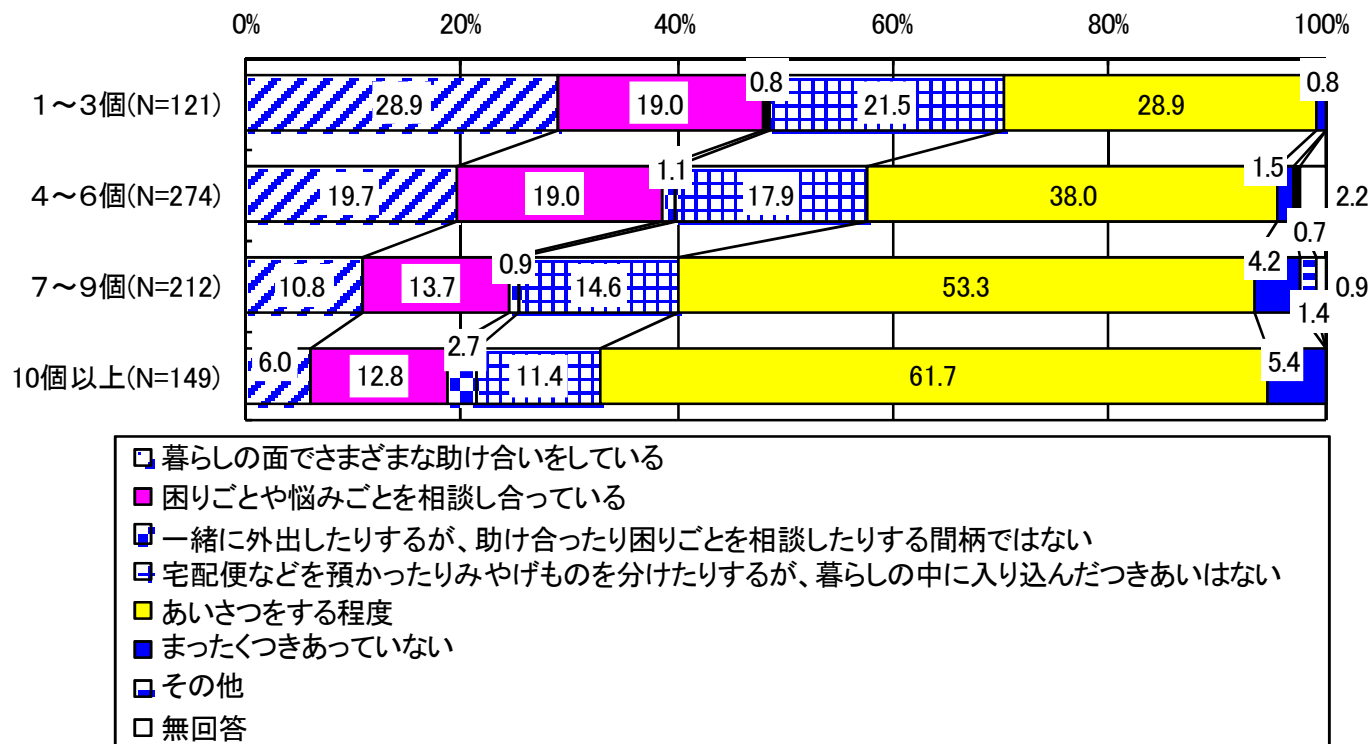 0% 20% 40% 60% 80% 100%
1～3個(N=121) 28.9 19.0 0.8 21.5 28.9 0.8
4～6個(N=274) 19.7 19.0 1.1 17.9 38.0 1.5 0.7 2.2
7～9個(N=212) 10.8 13.7 0.9 14.6 53.3 4.2 1.4 0.9
10個以上(N=149) 6.0 12.8 2.7 11.4 61.7 5.4
暮らしの面でさまざまな助け合いをしている
困りごとや悩みごとを相談し合っている
一緒に外出したりするが、助け合ったり困りごとを相談したりする間柄ではない
宅配便などを預かったりみやげものを分けたりするが、暮らしの中に入り込んだつきあいはない
あいさつをする程度
まったくつきあっていない
その他
無回答